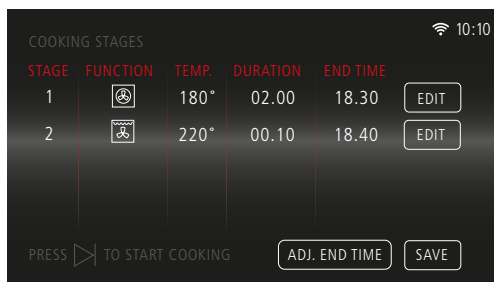 10:10
COOKING STAGES
STAGE FUNCTION TEMP. DURATION END TIME
1 180° 02.00 18.30 EDIT
2 220° 00.10 18.40 EDIT
PRESS TO START COOKING ADJ. END TIME SAVE